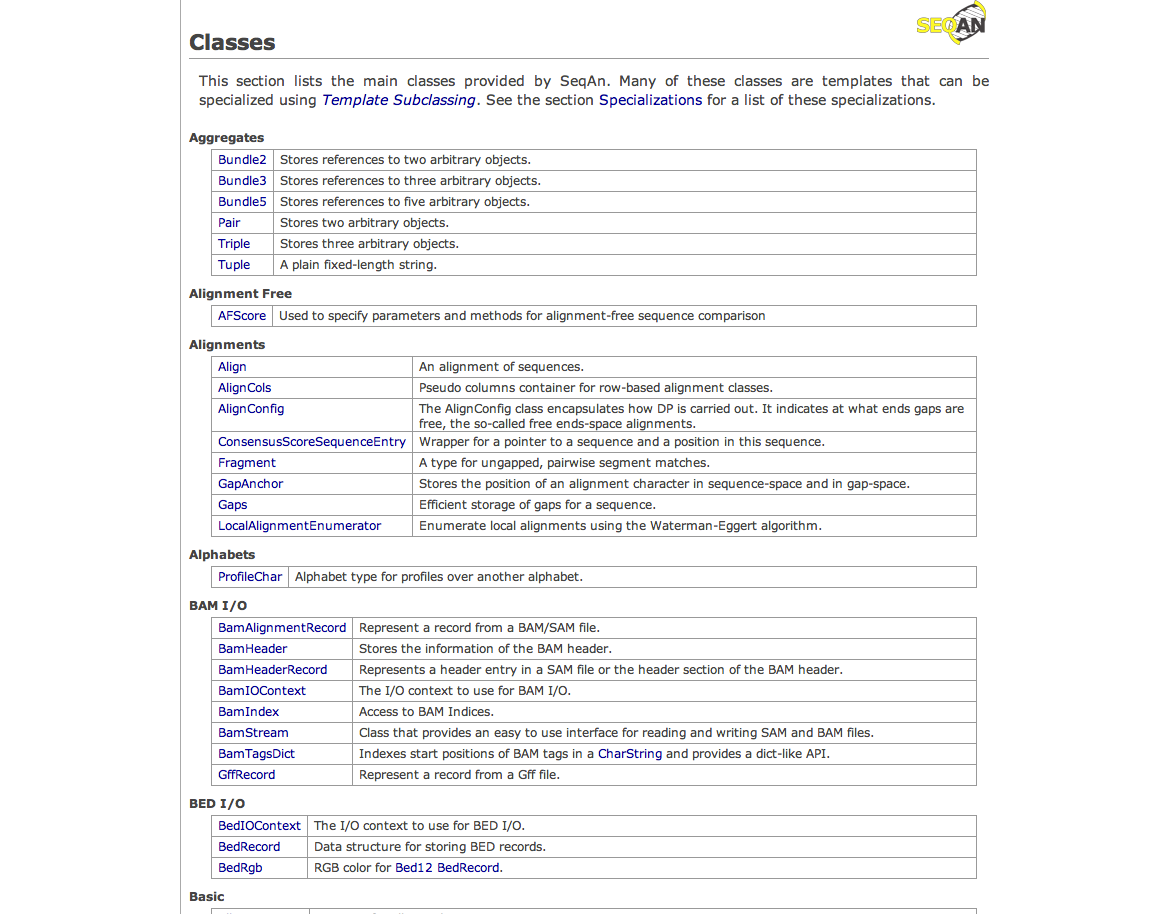 SEQAN
Classes
This section lists the main classes provided by SeqAn. Many of these classes are templates that can be
specialized using Template Subclassing. See the section Specializations for a list of these specializations.
Aggregates
Bundle2 Stores references to two arbitrary objects.
Bundle3 Stores references to three arbitrary objects.
Bundle5 Stores references to five arbitrary objects.
Pair Stores two arbitrary objects.
Triple Stores three arbitrary objects.
Tuple A plain fixed-length string.
Alignment Free
AFScore Used to specify parameters and methods for alignment-free sequence comparison
Alignments
Align An alignment of sequences.
AlignCols Pseudo columns container for row-based alignment classes.
AlignConfig The AlignConfig class encapsulates how DP is carried out. It indicates at what ends gaps are
free, the so-called free ends-space alignments.
ConsensusScoreSequenceEntry Wrapper for a pointer to a sequence and a position in this sequence.
Fragment A type for ungapped, pairwise segment matches.
GapAnchor Stores the position of an alignment character in sequence-space and in gap-space.
Gaps Efficient storage of gaps for a sequence.
LocalAlignmentEnumerator Enumerate local alignments using the Waterman-Eggert algorithm.
Alphabets
ProfileChar Alphabet type for profiles over another alphabet.
BAM I/O
BamAlignmentRecord Represent a record from a BAM/SAM file.
BamHeader Stores the information of the BAM header.
BamHeaderRecord Represents a header entry in a SAM file or the header section of the BAM header.
BamIOContext The I/O context to use for BAM I/O.
BamIndex Access to BAM Indices.
BamStream Class that provides an easy to use interface for reading and writing SAM and BAM files.
BamTagsDict Indexes start positions of BAM tags in a CharString and provides a dict-like API.
GffRecord Represent a record from a Gff file.
BED I/O
BedIOContext The I/O context to use for BED I/O.
BedRecord Data structure for storing BED records.
BedRgb RGB color for Bed12 BedRecord.
Basic